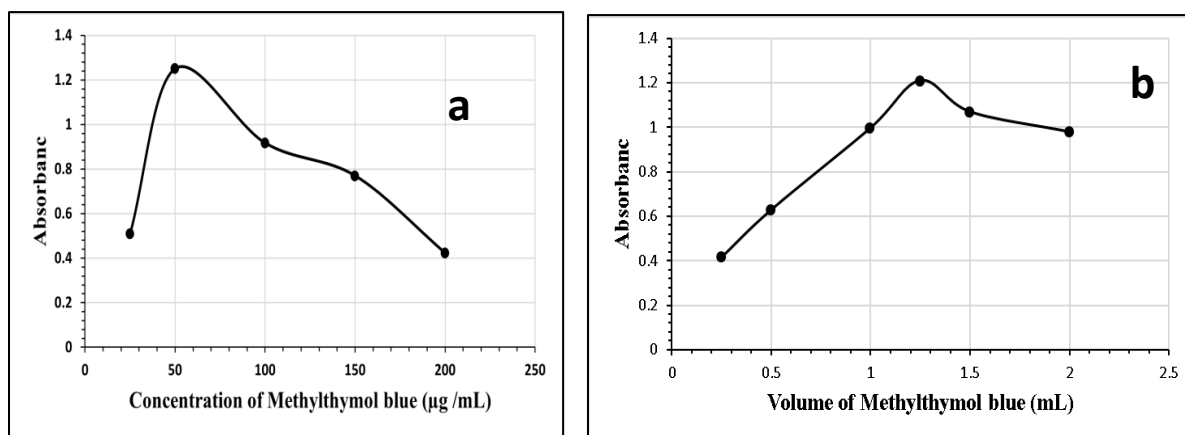 a
1.4
1.2
1
0.8
0.6
0.4
0.2
0
Absorbanc
0 50 100 150 200 250
Concentration of Methylthymol blue (µg /mL)
b
1.4
1.2
1
0.8
0.6
0.4
0.2
0
Absorbanc
0 0.5 1 1.5 2 2.5
Volume of Methylthymol blue (mL)